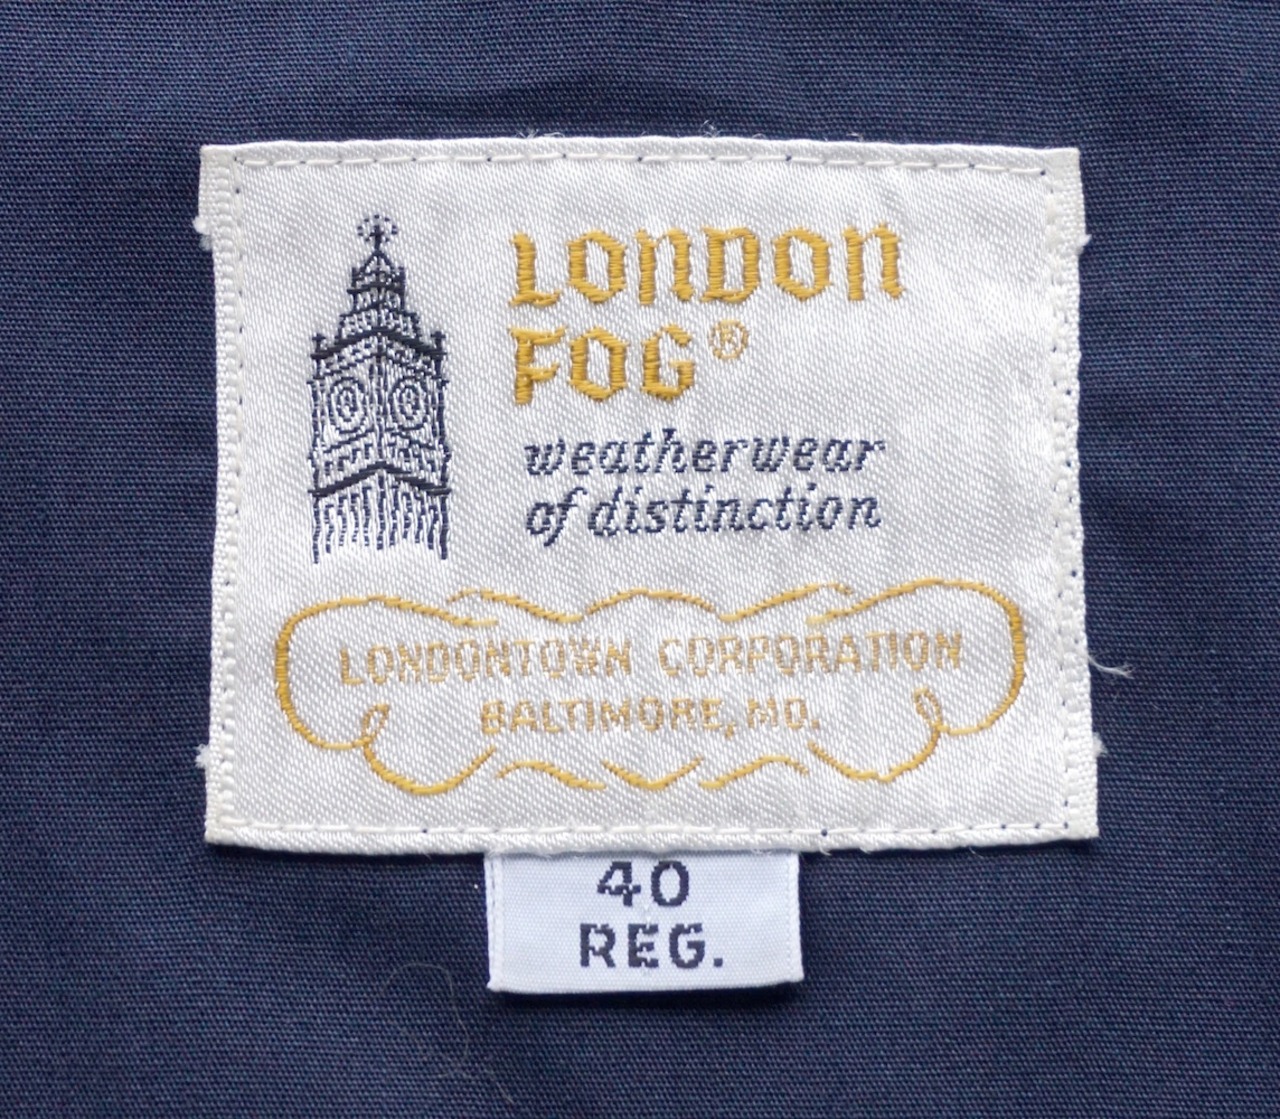 LONDON
FOG®
weatherwear
of distinction
LONDONTOWN CORPORATION
BALTIMORE, MD.
40
REG.